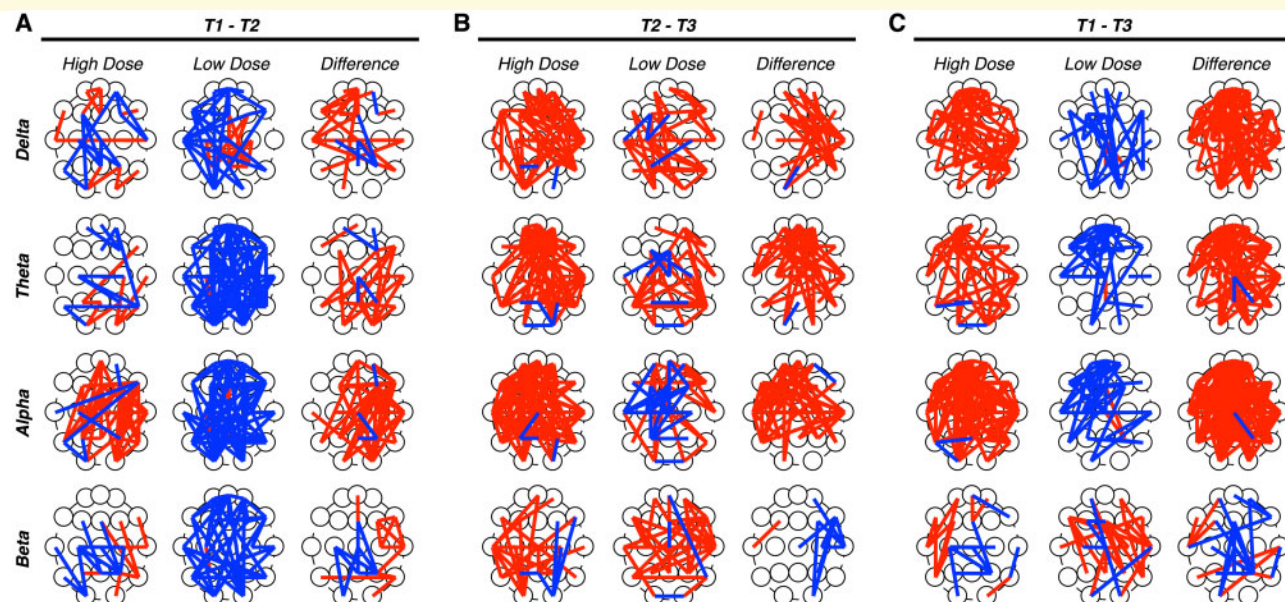 A T1 - T2 B T2 - T3 C T1 - T3
High Dose Low Dose Difference High Dose Low Dose Difference High Dose Low Dose Difference
Delta
Theta
Alpha
Beta